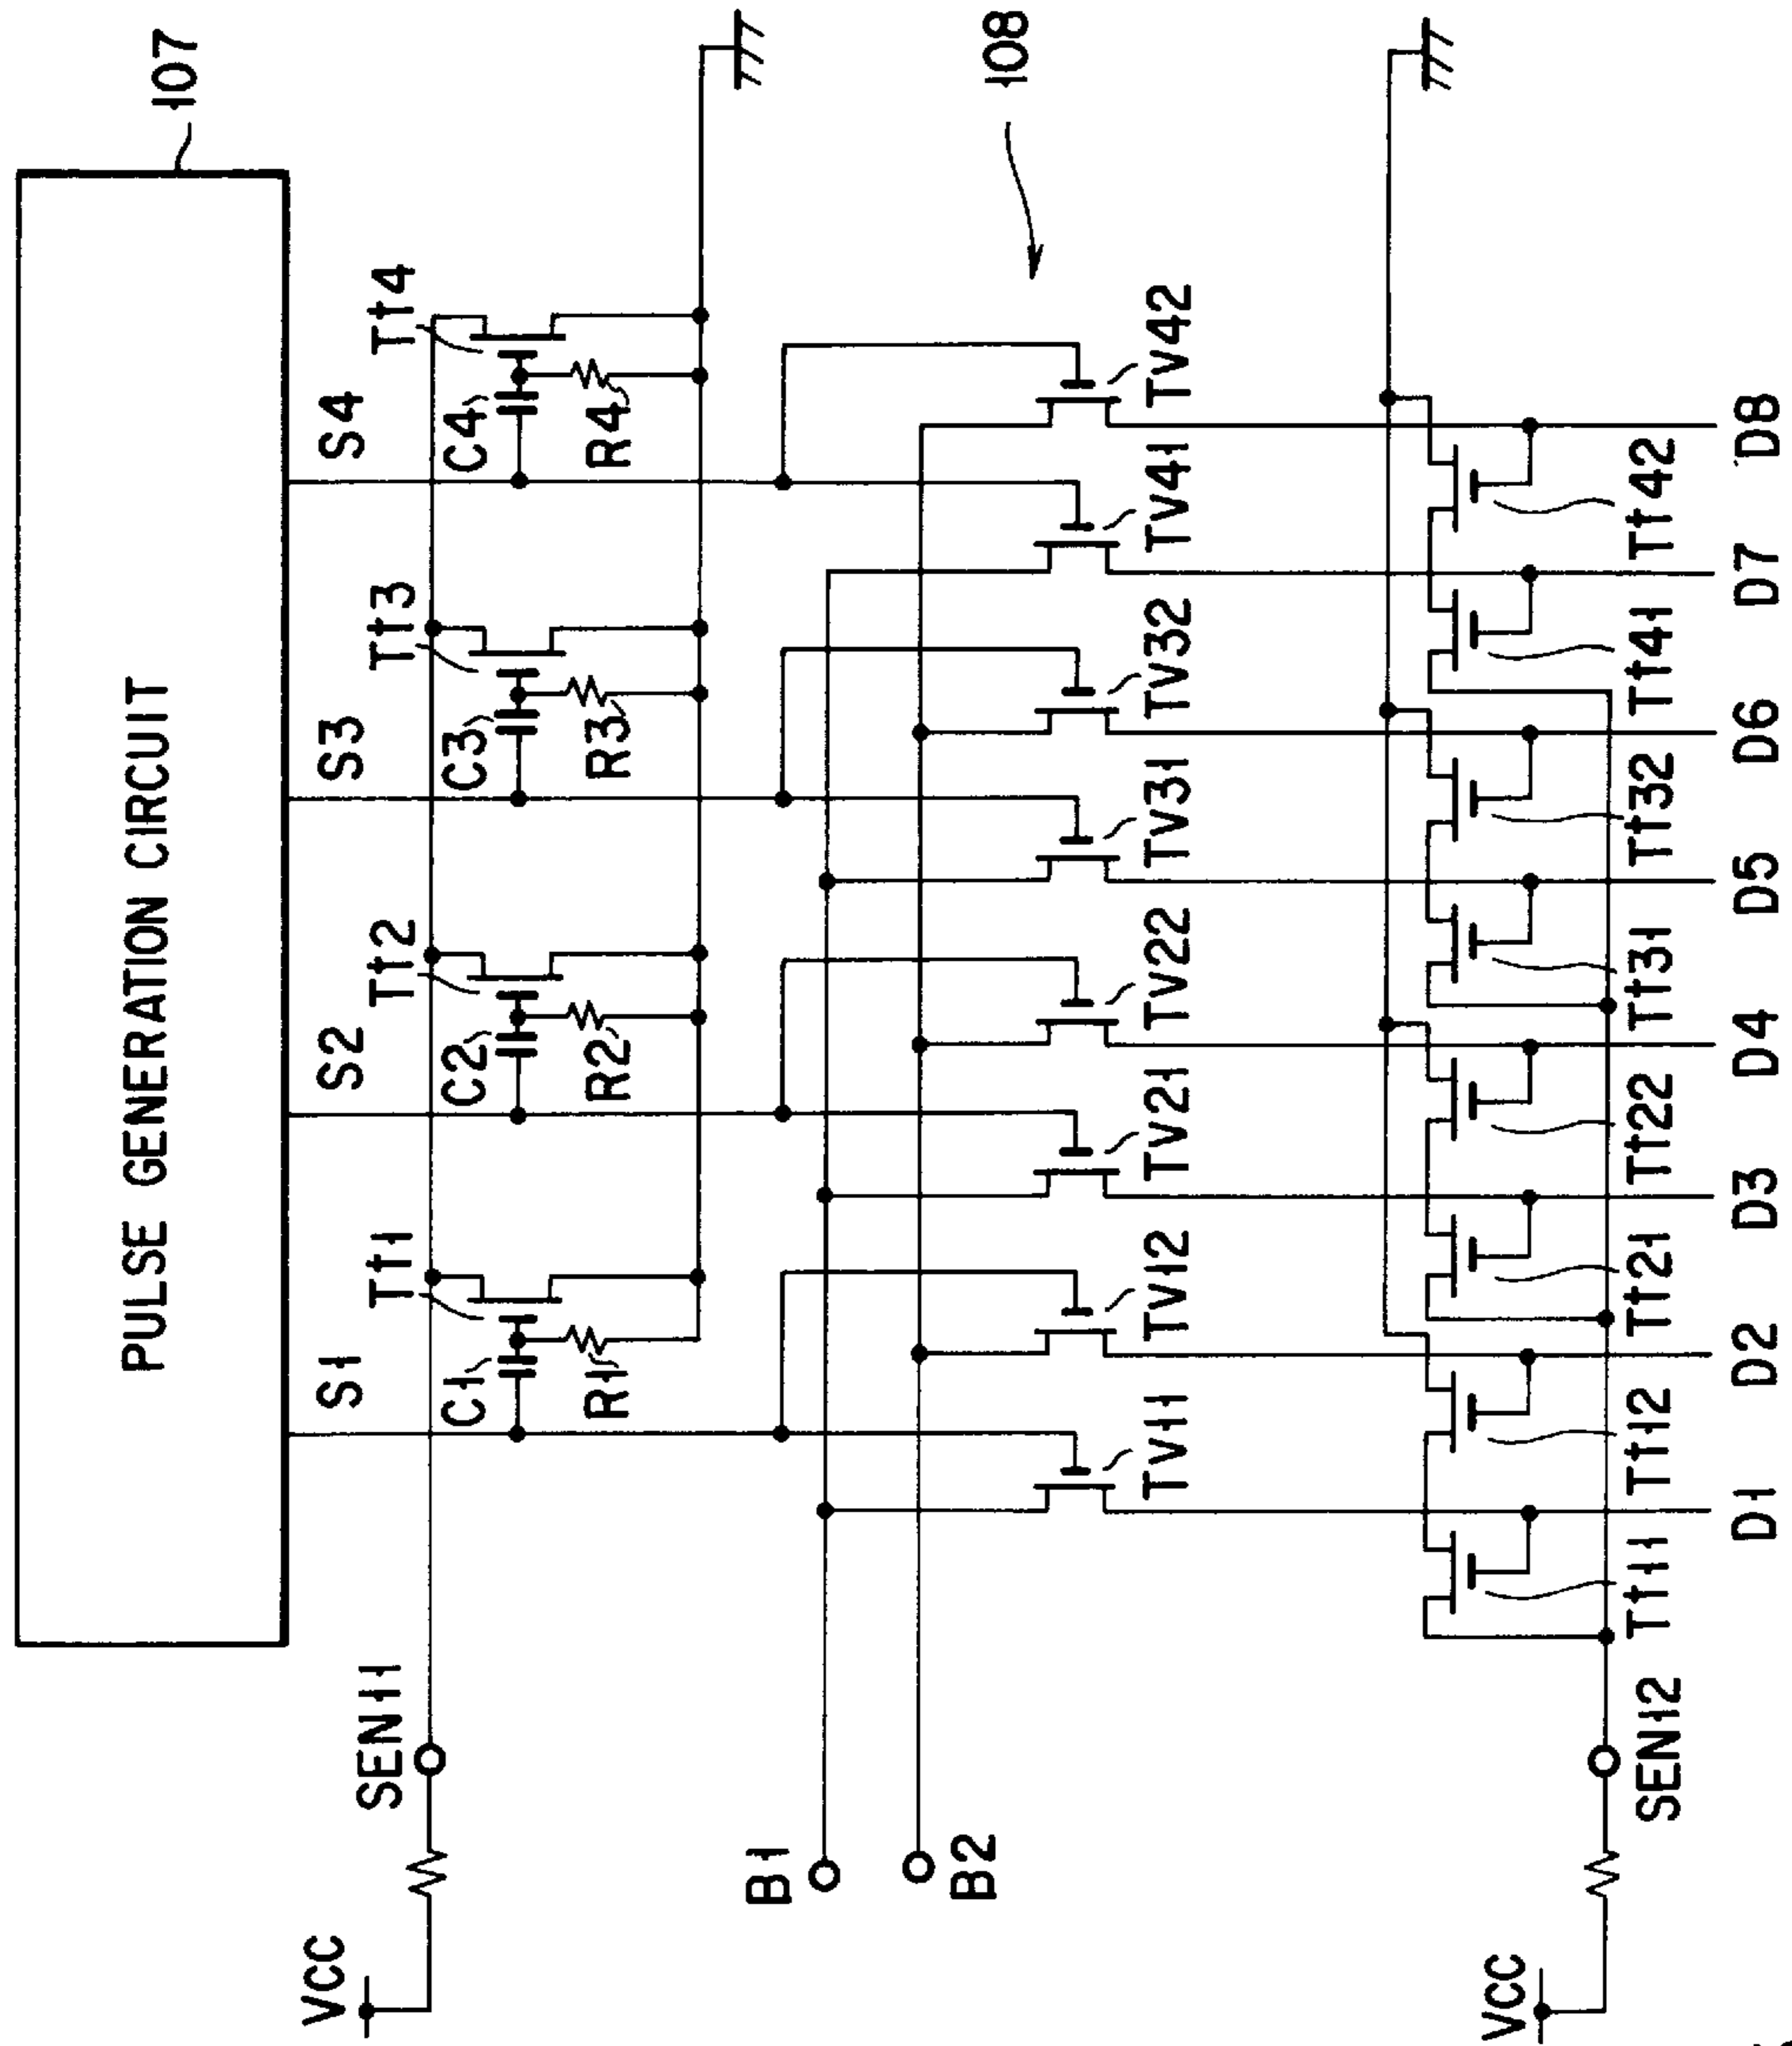 PULSE GENERATION CIRCUIT
107
S1
S2
S3
S4
VCC
SEN11
Tt1
Tt2
Tt3
Tt4
C1
C2
C3
C4
R1
R2
R3
R4
B1
B2
108
TV11
TV12
TV21
TV22
TV31
TV32
TV41
TV42
VCC
SEN12
Tt11
Tt12
Tt21
Tt22
Tt31
Tt32
Tt41
Tt42
D1
D2
D3
D4
D5
D6
D7
D8